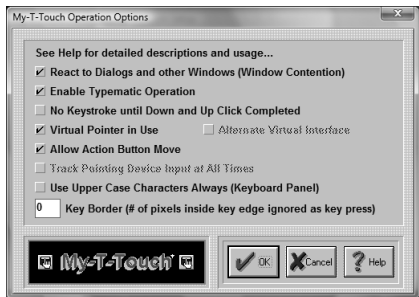 My-T-Touch Operation Options
See Help for detailed descriptions and usage...
React to Dialogs and other Windows (Window Contention)
Enable Typematic Operation
No Keystroke until Down and Up Click Completed
Virtual Pointer in Use Alternate Virtual Interface
Allow Action Button Move
Track Pointing Device Input at All Times
Use Upper Case Characters Always (Keyboard Panel)
0 Key Border (# of pixels inside key edge ignored as key press)
My-T-Touch OK Cancel Help